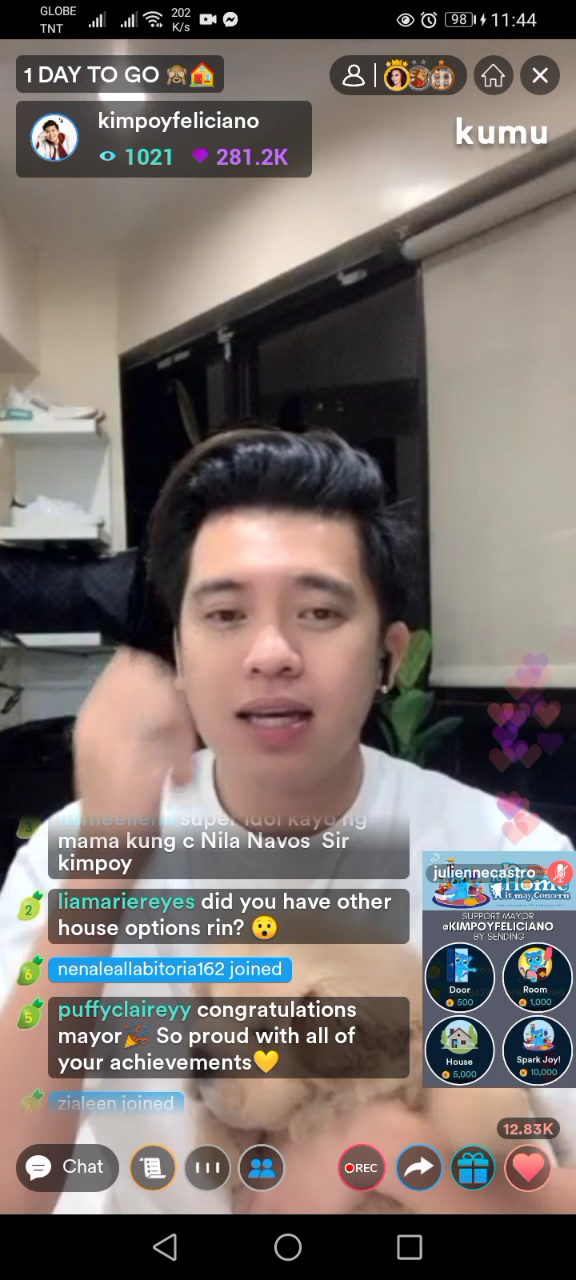 GLOBE
TNT
202
K/s
98
11:44
1 DAY TO GO 🙈🏠
kimpoyfeliciano
1021 281.2K
kumu
super idol kayo ng
mama kung c Nila Navos Sir
kimpoy
2
liamariereyes did you have other
house options rin? 😯
6
nenaleallabitoria162 joined
5
puffyclaireyy congratulations
mayor🎉 So proud with all of
your achievements💛
zialeen joined
juliennecastro
Home
it may Concern
SUPPORT MAYOR
@KIMPOYFELICIANO
BY SENDING
Door
500
Room
1,000
House
5,000
Spark Joy!
10,000
12.83K
Chat
REC